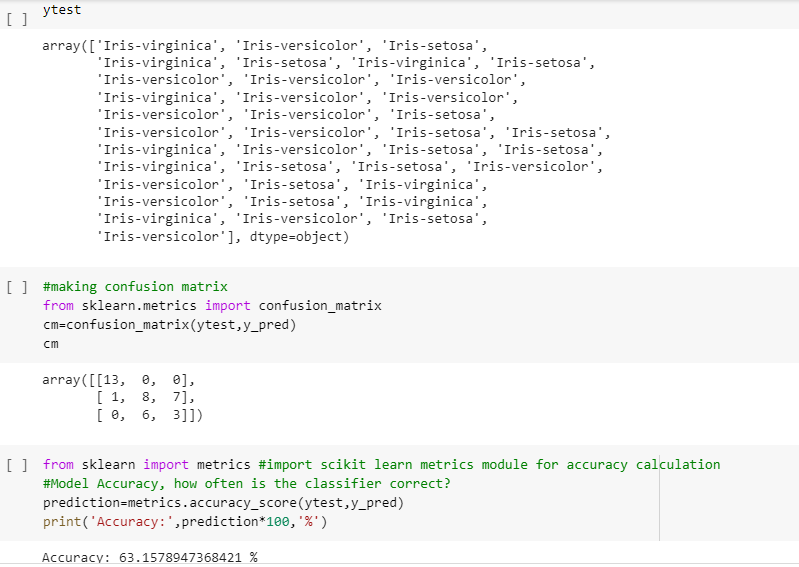 [ ] ytest
array(['Iris-virginica', 'Iris-versicolor', 'Iris-setosa',
       'Iris-virginica', 'Iris-setosa', 'Iris-virginica', 'Iris-setosa',
       'Iris-versicolor', 'Iris-versicolor', 'Iris-versicolor',
       'Iris-virginica', 'Iris-versicolor', 'Iris-versicolor',
       'Iris-versicolor', 'Iris-versicolor', 'Iris-setosa',
       'Iris-versicolor', 'Iris-versicolor', 'Iris-setosa', 'Iris-setosa',
       'Iris-virginica', 'Iris-versicolor', 'Iris-setosa', 'Iris-setosa',
       'Iris-virginica', 'Iris-setosa', 'Iris-setosa', 'Iris-versicolor',
       'Iris-versicolor', 'Iris-setosa', 'Iris-virginica',
       'Iris-versicolor', 'Iris-setosa', 'Iris-virginica',
       'Iris-virginica', 'Iris-versicolor', 'Iris-setosa',
       'Iris-versicolor'], dtype=object)
[ ] #making confusion matrix
from sklearn.metrics import confusion_matrix
cm=confusion_matrix(ytest,y_pred)
cm
array([[13,  0,  0],
       [ 1,  8,  7],
       [ 0,  6,  3]])
[ ] from sklearn import metrics #import scikit learn metrics module for accuracy calculation
#Model Accuracy, how often is the classifier correct?
prediction=metrics.accuracy_score(ytest,y_pred)
print('Accuracy:',prediction*100,'%')
Accuracy: 63.1578947368421 %